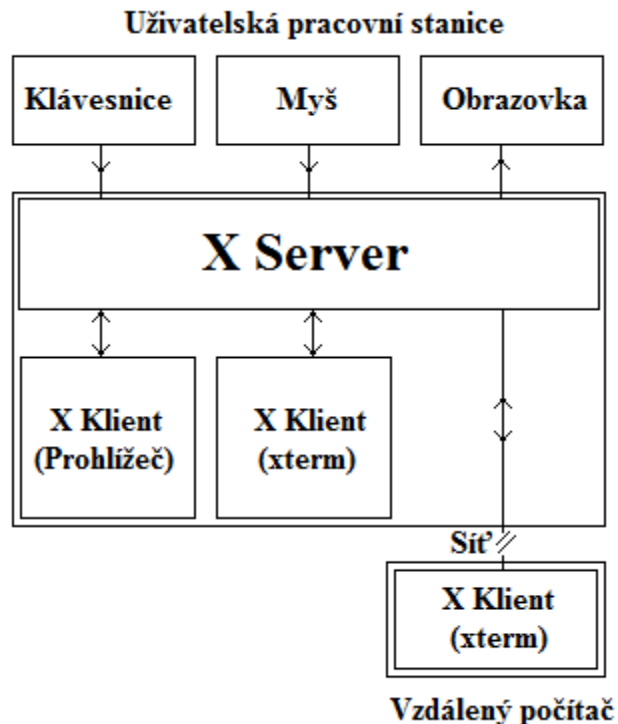 Uživatelská pracovní stanice
Klávesnice
Myš
Obrazovka
X Server
X Klient
(Prohlížeč)
X Klient
(xterm)
Síť
X Klient
(xterm)
Vzdálený počítač